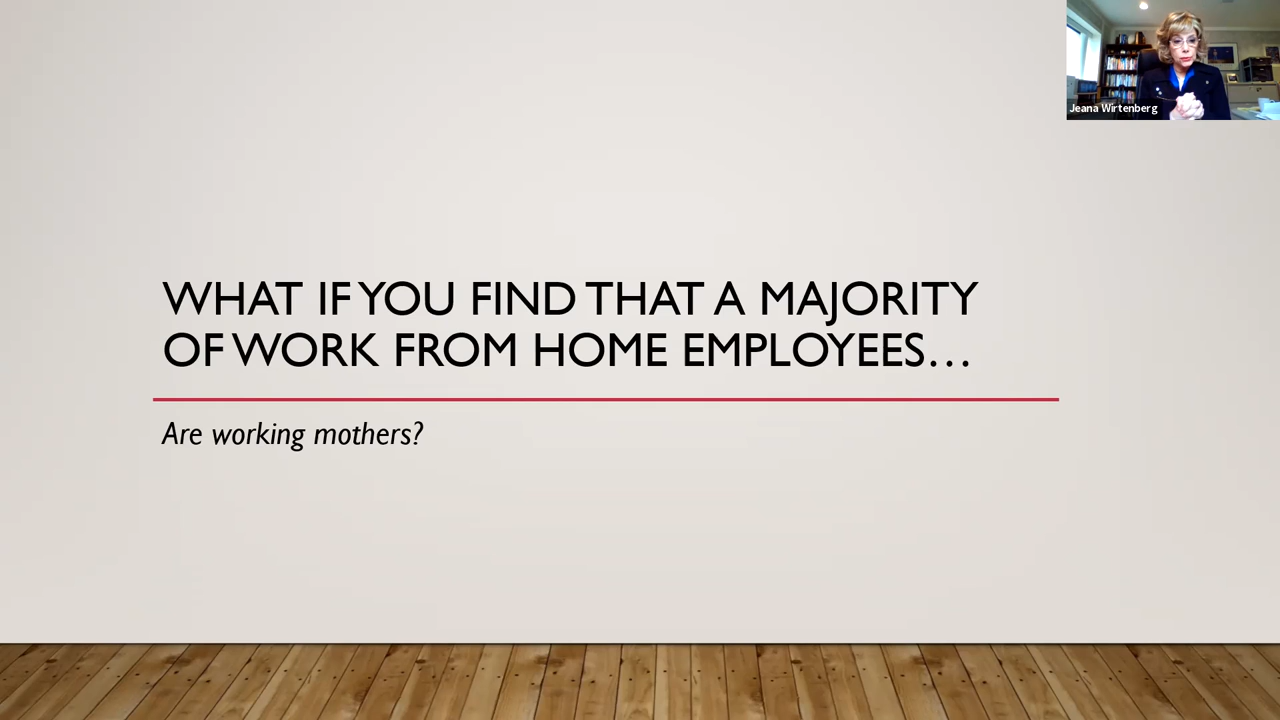 Jeana Wirtenberg
WHAT IF YOU FIND THAT A MAJORITY
OF WORK FROM HOME EMPLOYEES…
Are working mothers?